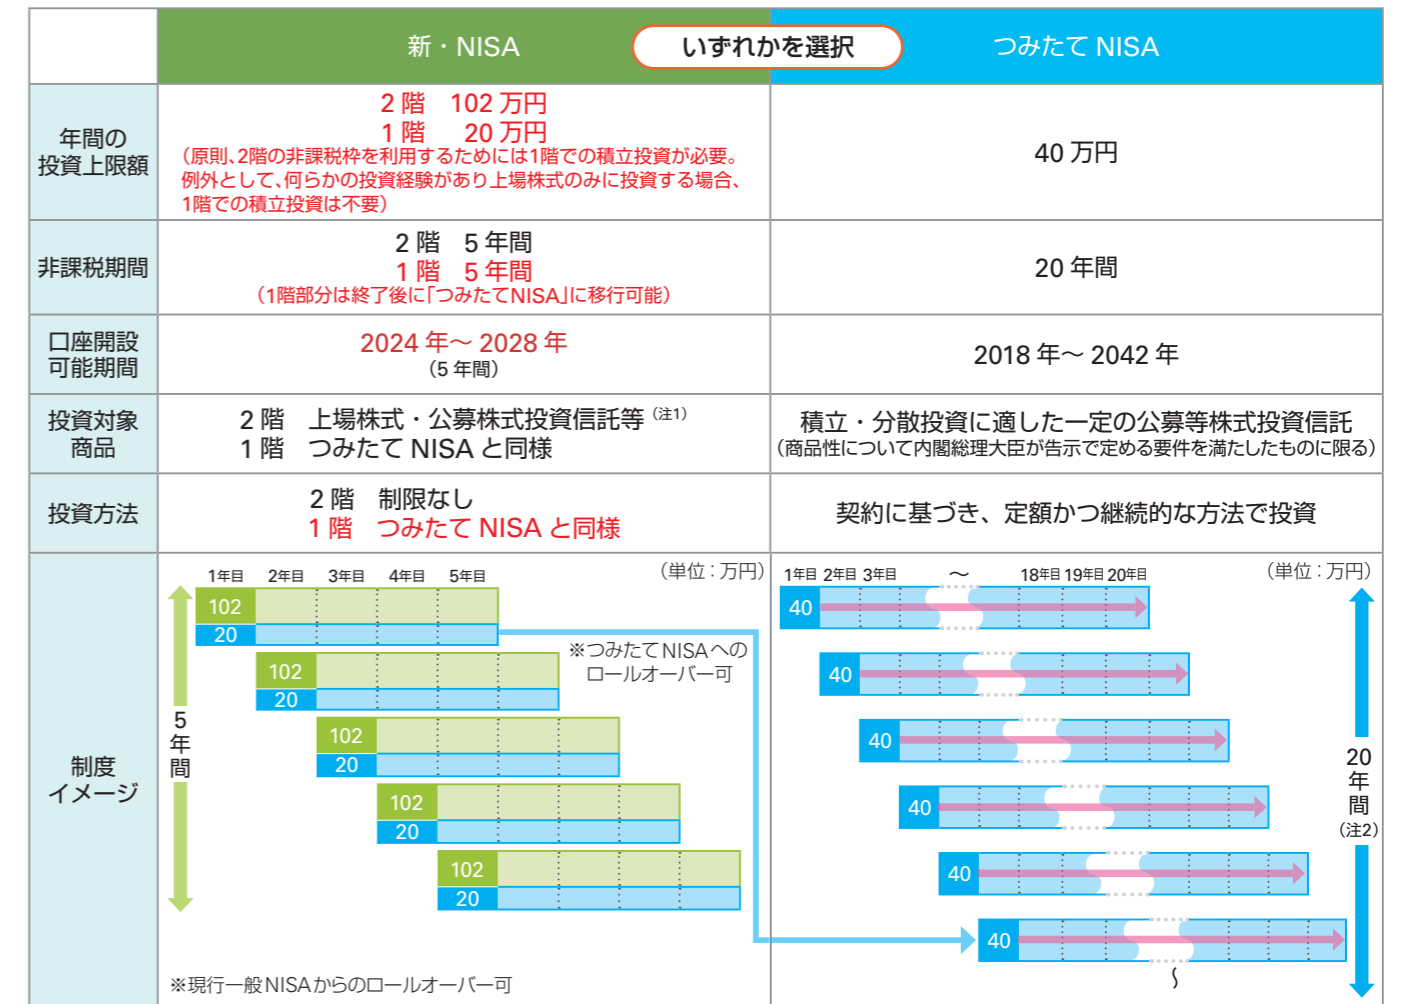 新・NISA
いずれかを選択
つみたて NISA
年間の
投資上限額
2 階　102 万円
1 階　20 万円
（原則、2階の非課税枠を利用するためには1階での積立投資が必要。
例外として、何らかの投資経験があり上場株式のみに投資する場合、
1階での積立投資は不要）
40 万円
非課税期間
2 階　5 年間
1 階　5 年間
（1階部分は終了後に「つみたてNISA」に移行可能）
20 年間
口座開設
可能期間
2024 年～ 2028 年
（5 年間）
2018 年～ 2042 年
投資対象
商品
2 階　上場株式・公募株式投資信託等（注1）
1 階　つみたて NISA と同様
積立・分散投資に適した一定の公募等株式投資信託
（商品性について内閣総理大臣が告示で定める要件を満たしたものに限る）
投資方法
2 階　制限なし
1 階　つみたて NISA と同様
契約に基づき、定額かつ継続的な方法で投資
制度
イメージ
（単位：万円）
1年目 2年目 3年目 4年目 5年目
102
20
102
20
102
20
102
20
102
20
5年間
※つみたてNISAへの
ロールオーバー可
※現行一般NISAからのロールオーバー可
（単位：万円）
1年目 2年目 3年目 ～ 18年目 19年目 20年目
40
40
40
40
40
40
～
20年間
（注2）